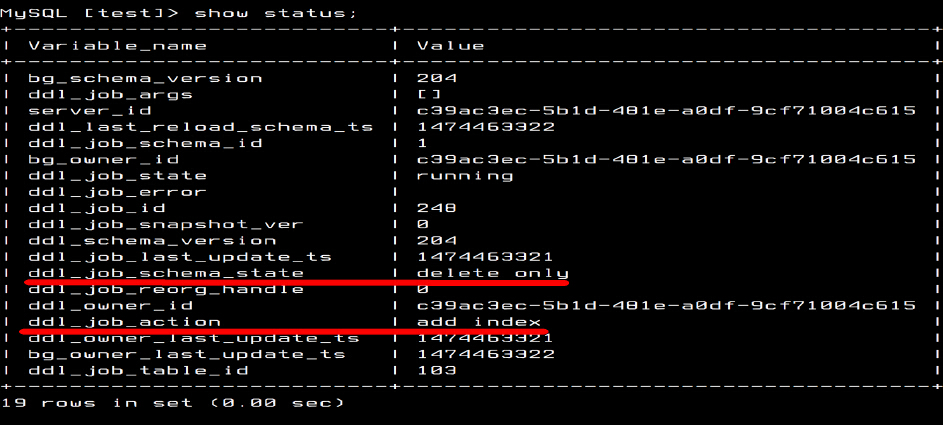 MySQL [test]> show status;
+------------------------------+--------------------------------------+
| Variable_name | Value |
+------------------------------+--------------------------------------+
| bg_schema_version | 204 |
| ddl_job_args | [] |
| server_id | c39ac3ec-5b1d-481e-a0df-9cf71004c615 |
| ddl_last_reload_schema_ts | 1474463322 |
| ddl_job_schema_id | 1 |
| bg_owner_id | c39ac3ec-5b1d-481e-a0df-9cf71004c615 |
| ddl_job_state | running |
| ddl_job_error | |
| ddl_job_id | 248 |
| ddl_job_snapshot_ver | 0 |
| ddl_schema_version | 204 |
| ddl_job_last_update_ts | 1474463321 |
| ddl_job_schema_state | delete only |
| ddl_job_reorg_handle | 0 |
| ddl_owner_id | c39ac3ec-5b1d-481e-a0df-9cf71004c615 |
| ddl_job_action | add index |
| ddl_owner_last_update_ts | 1474463321 |
| bg_owner_last_update_ts | 1474463322 |
| ddl_job_table_id | 103 |
+------------------------------+--------------------------------------+
19 rows in set (0.00 sec)